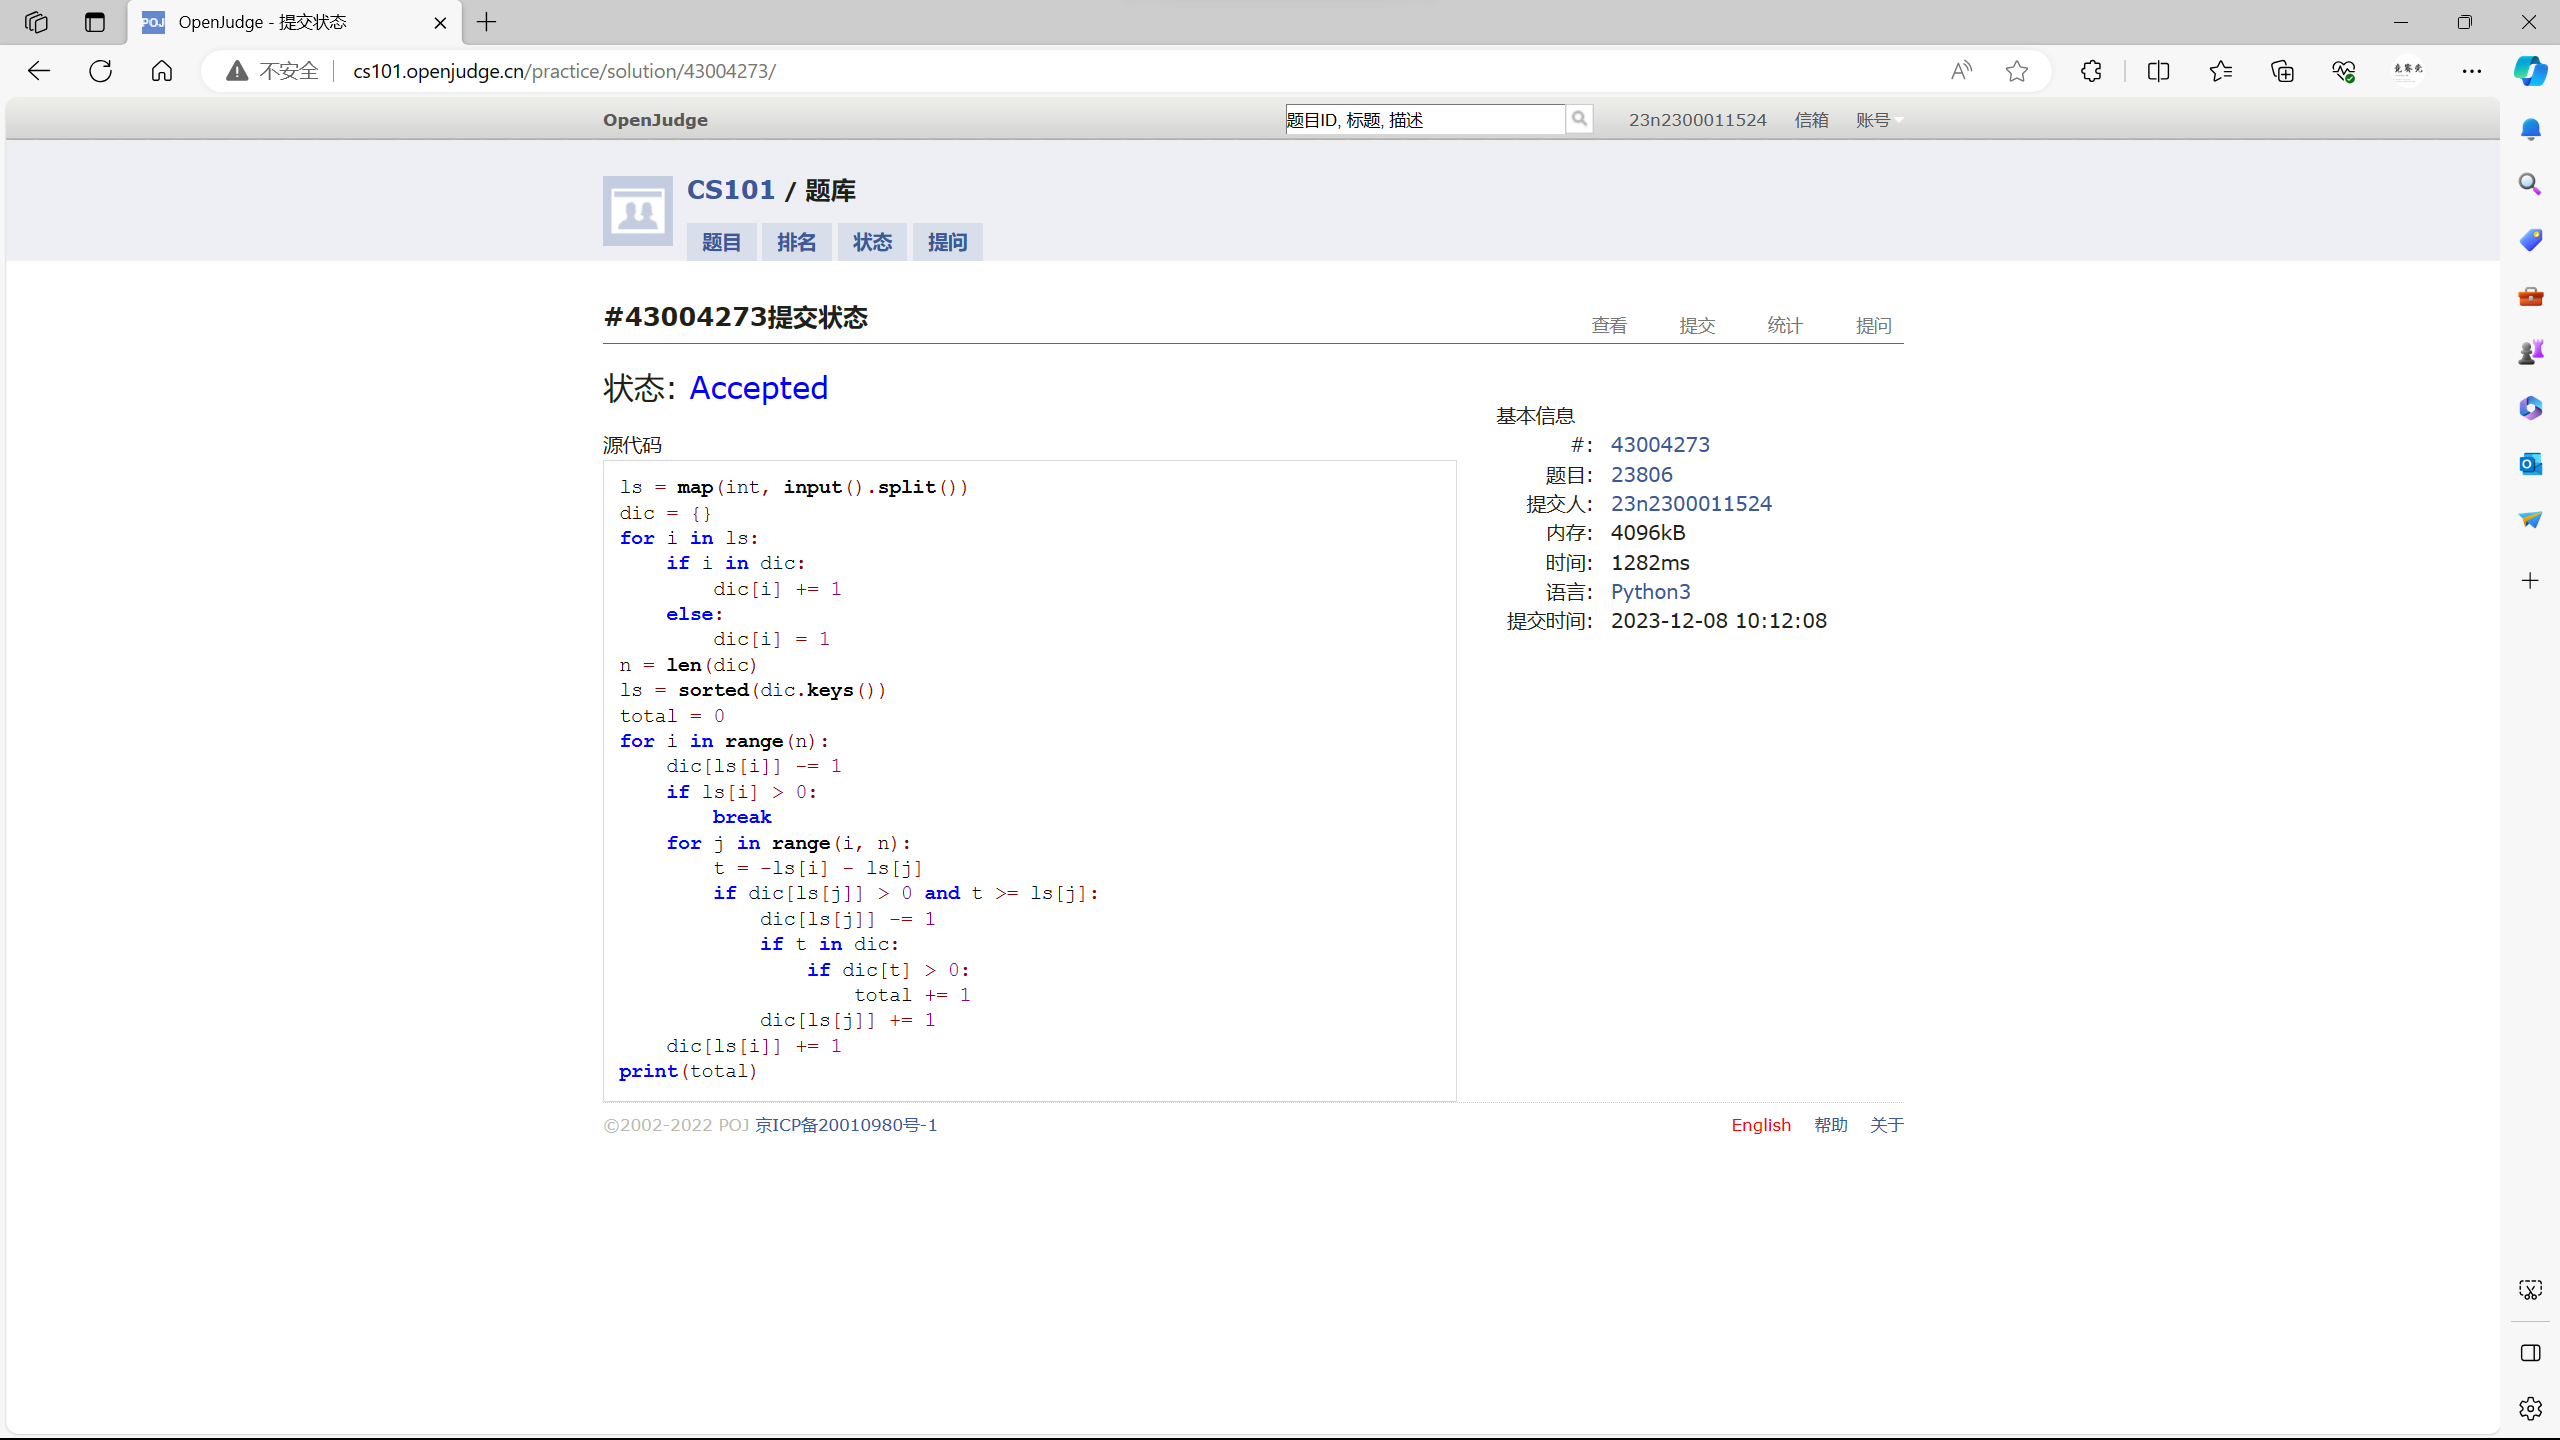 POJ OpenJudge - 提交状态
不安全 cs101.openjudge.cn/practice/solution/43004273/
OpenJudge 题目ID, 标题, 描述 23n2300011524 信箱 账号
CS101 / 题库
题目 排名 状态 提问
#43004273提交状态 查看 提交 统计 提问
状态: Accepted
源代码
ls = map(int, input().split())
dic = {}
for i in ls:
    if i in dic:
        dic[i] += 1
    else:
        dic[i] = 1
n = len(dic)
ls = sorted(dic.keys())
total = 0
for i in range(n):
    dic[ls[i]] -= 1
    if ls[i] > 0:
        break
    for j in range(i, n):
        t = -ls[i] - ls[j]
        if dic[ls[j]] > 0 and t >= ls[j]:
            dic[ls[j]] -= 1
            if t in dic:
                if dic[t] > 0:
                    total += 1
            dic[ls[j]] += 1
    dic[ls[i]] += 1
print(total)
基本信息
#: 43004273
题目: 23806
提交人: 23n2300011524
内存: 4096kB
时间: 1282ms
语言: Python3
提交时间: 2023-12-08 10:12:08
©2002-2022 POJ 京ICP备20010980号-1 English 帮助 关于